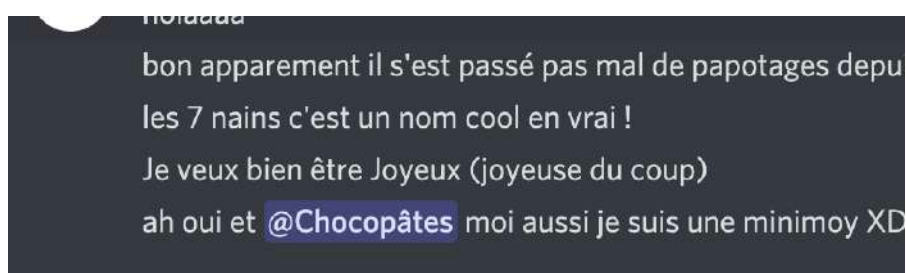 holaaaa
bon apparement il s'est passé pas mal de papotages depu
les 7 nains c'est un nom cool en vrai !
Je veux bien être Joyeux (joyeuse du coup)
ah oui et @Chocopâtes moi aussi je suis une minimoy XD